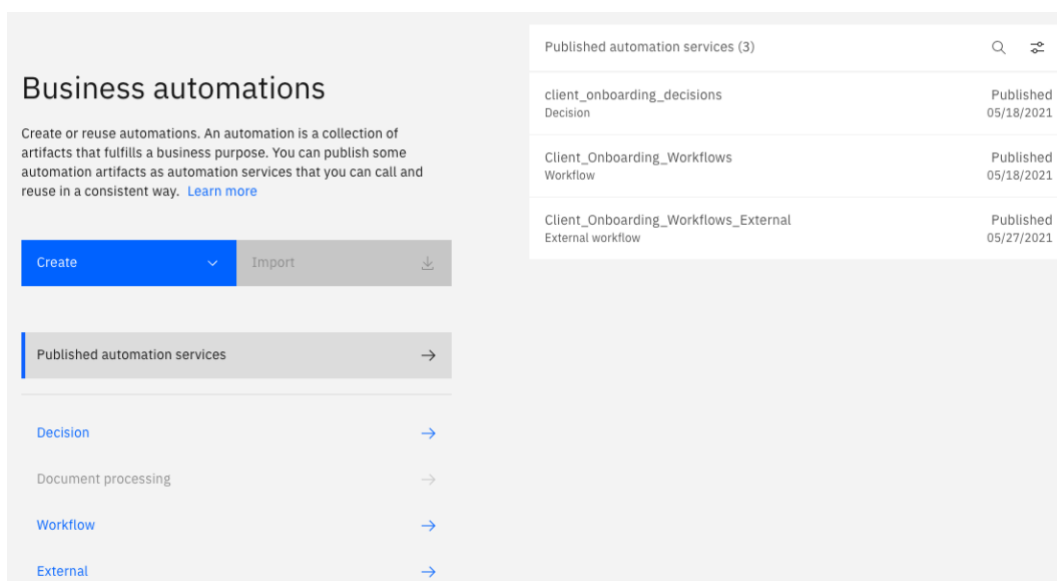 Business automations
Create or reuse automations. An automation is a collection of
artifacts that fulfills a business purpose. You can publish some
automation artifacts as automation services that you can call and
reuse in a consistent way. Learn more
Create
Import
Published automation services
Decision
Document processing
Workflow
External
Published automation services (3)
client_onboarding_decisions
Published
Decision
05/18/2021
Client_Onboarding_Workflows
Published
Workflow
05/18/2021
Client_Onboarding_Workflows_External
Published
External workflow
05/27/2021